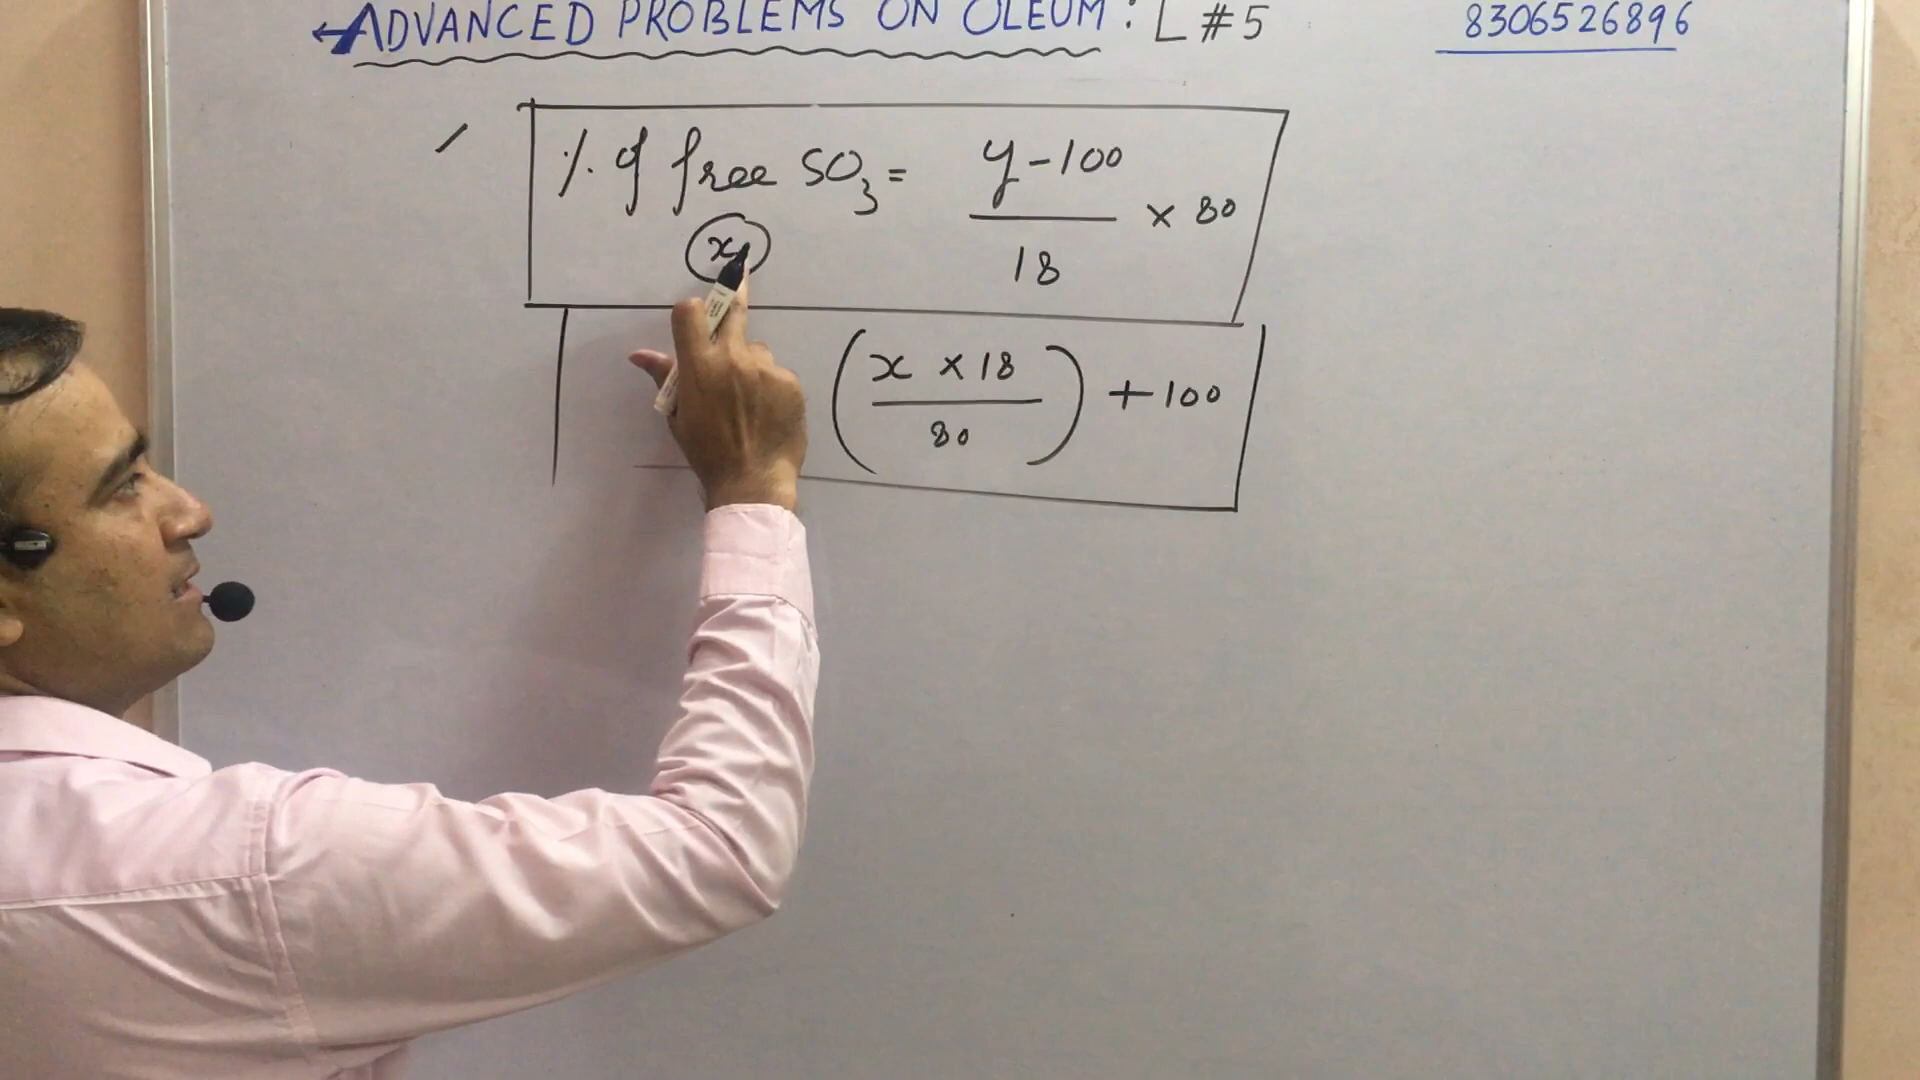 ADVANCED PROBLEMS ON OLEUM : L # 5
8306526896
% of free SO₃ = (y - 100) / 18 × 80
x
(x × 18 / 80) + 100